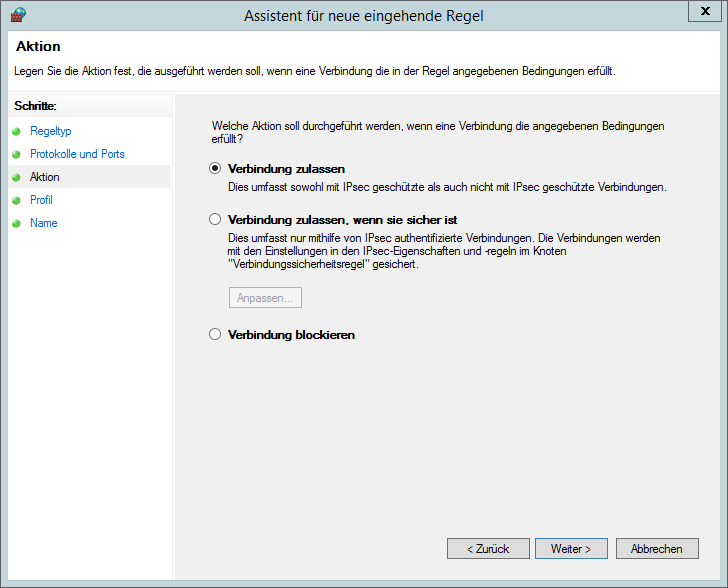 Assistent für neue eingehende Regel
x
Aktion
Legen Sie die Aktion fest, die ausgeführt werden soll, wenn eine Verbindung die in der Regel angegebenen Bedingungen erfüllt.
Schritte:
Regeltyp
Protokolle und Ports
Aktion
Profil
Name
Welche Aktion soll durchgeführt werden, wenn eine Verbindung die angegebenen Bedingungen
erfüllt?
Verbindung zulassen
Dies umfasst sowohl mit IPsec geschützte als auch nicht mit IPsec geschützte Verbindungen.
Verbindung zulassen, wenn sie sicher ist
Dies umfasst nur mithilfe von IPsec authentifizierte Verbindungen. Die Verbindungen werden
mit den Einstellungen in den IPsec-Eigenschaften und -regeln im Knoten
"Verbindungssicherheitsregel" gesichert.
Anpassen...
Verbindung blockieren
< Zurück
Weiter >
Abbrechen